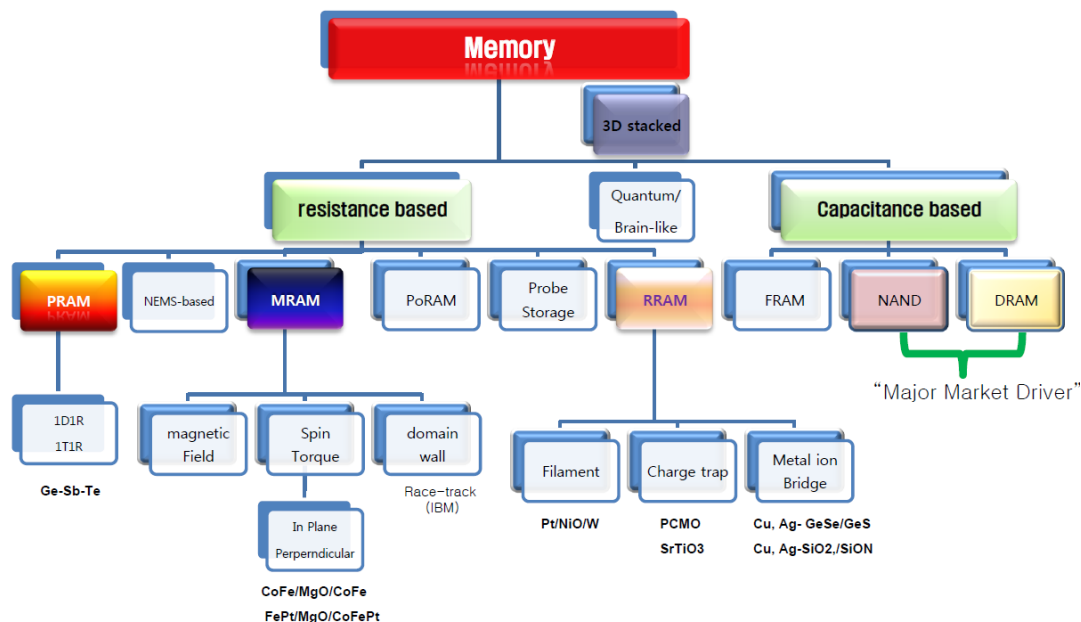 Memory
3D stacked
resistance based
Quantum/
Brain-like
Capacitance based
PRAM
NEMS-based
MRAM
PoRAM
Probe
Storage
RRAM
FRAM
NAND
DRAM
"Major Market Driver"
1D1R
1T1R
Ge-Sb-Te
magnetic
Field
Spin
Torque
domain
wall
Race-track
(IBM)
In Plane
Perperndicular
CoFe/MgO/CoFe
FePt/MgO/CoFePt
Filament
Pt/NiO/W
Charge trap
PCMO
SrTiO3
Metal ion
Bridge
Cu, Ag- GeSe/GeS
Cu, Ag-SiO2,/SiON